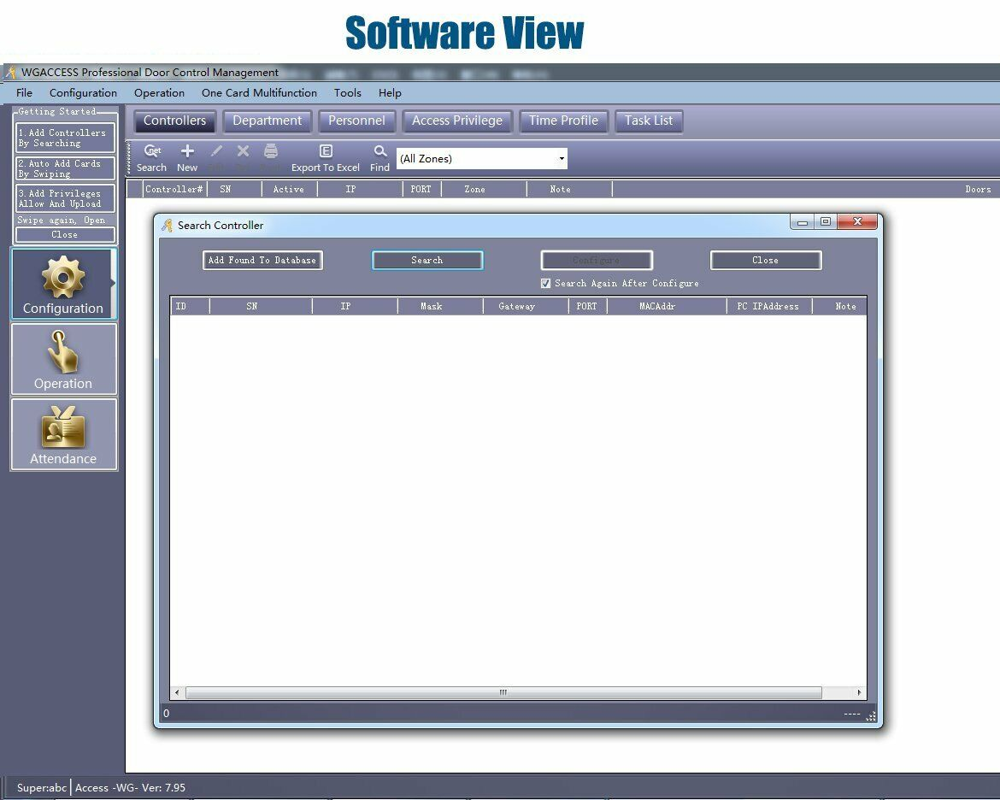 Software View
WGACCESS Professional Door Control Management
File Configuration Operation One Card Multifunction Tools Help
Getting Started
1.Add Controllers
By Searching
2.Auto Add Cards
By Swiping
3.Add Privileges
Allow And Upload
Swipe again, Open
Close
Configuration
Operation
Attendance
Controllers Department Personnel Access Privilege Time Profile Task List
net
Search New E Export To Excel Find (All Zones)
Controller# SN Active IP PORT Zone Note Doors
Search Controller
Add Found To Database Search Configure Close
Search Again After Configure
ID SN IP Mask Gateway PORT MACAddr PC IPAddress Note
0 ----
Super:abc Access -WG- Ver: 7.95